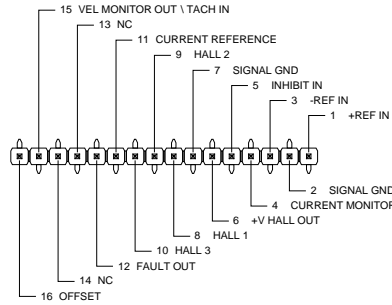 15 VEL MONITOR OUT \ TACH IN
13 NC
11 CURRENT REFERENCE
9 HALL 2
7 SIGNAL GND
5 INHIBIT IN
3 -REF IN
1 +REF IN
2 SIGNAL GND
4 CURRENT MONITOR
6 +V HALL OUT
8 HALL 1
10 HALL 3
12 FAULT OUT
14 NC
16 OFFSET